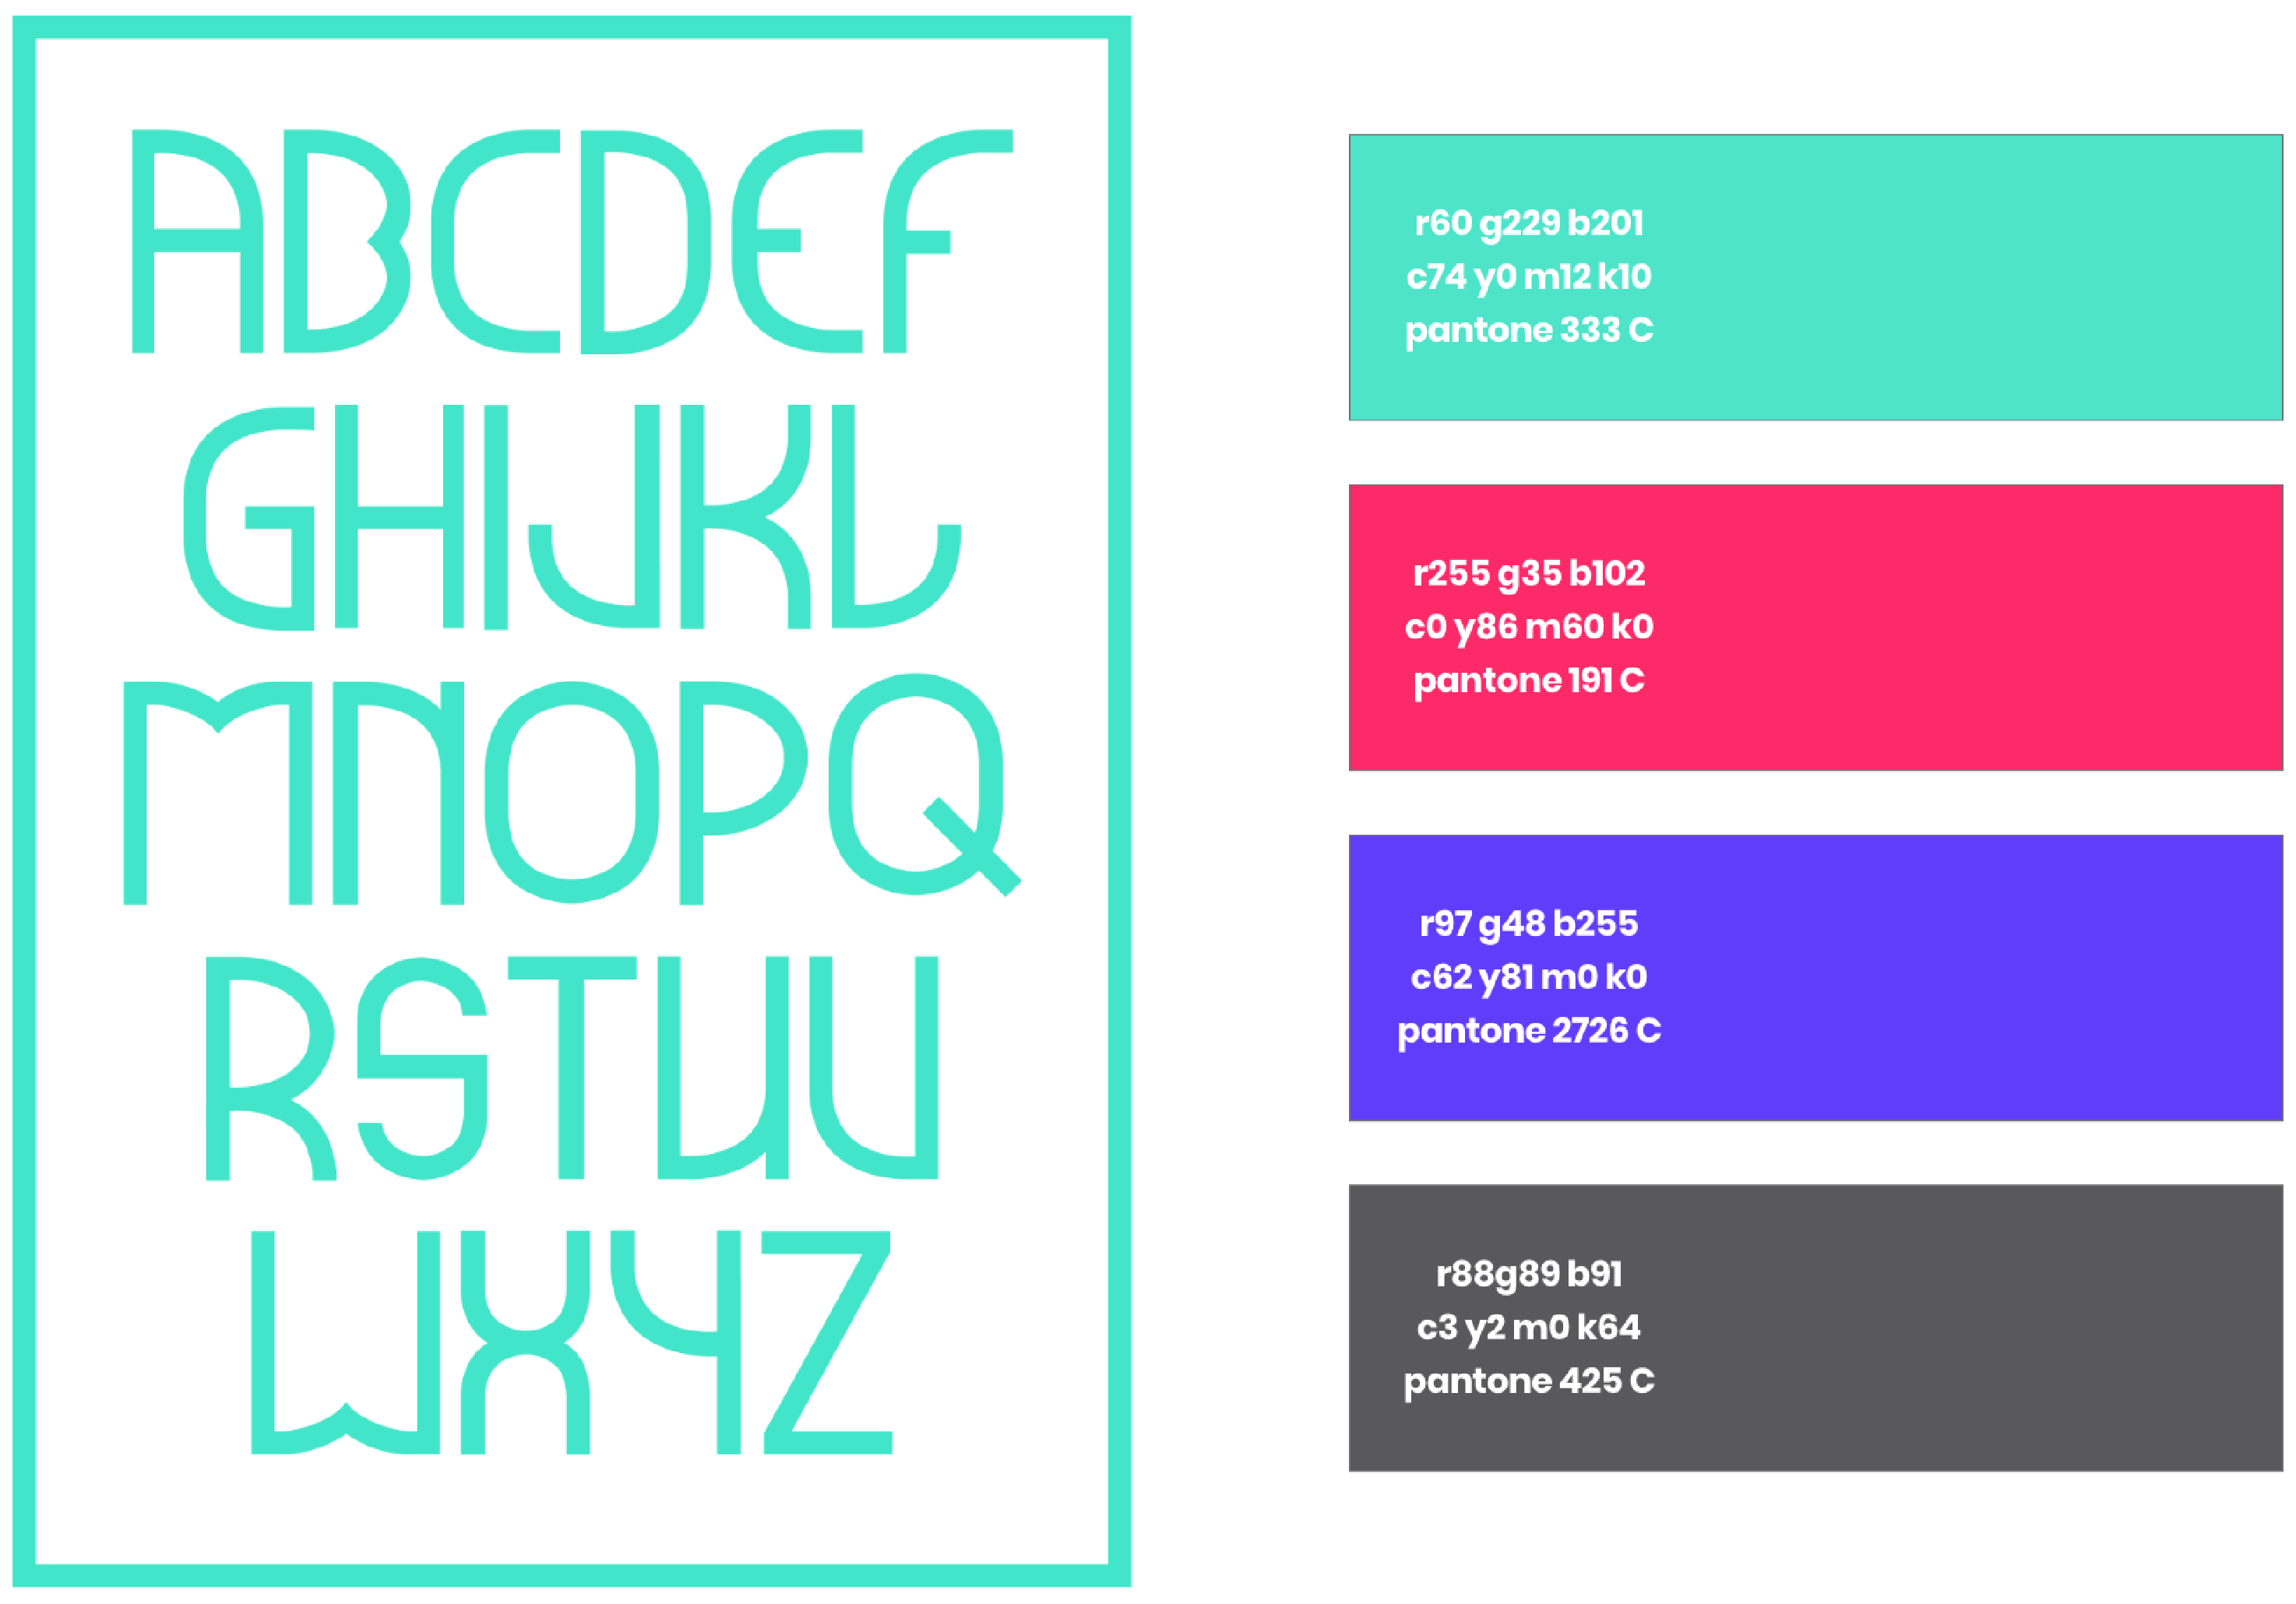 ABCDEF
GHIJKL
MNOPQ
RSTUV
WXYZ
r60 g229 b201
c74 y0 m12 k10
pantone 333 C
r255 g35 b102
c0 y86 m60 k0
pantone 191 C
r97 g48 b255
c62 y81 m0 k0
pantone 2726 C
r88g89 b91
c3 y2 m0 k64
pantone 425 C